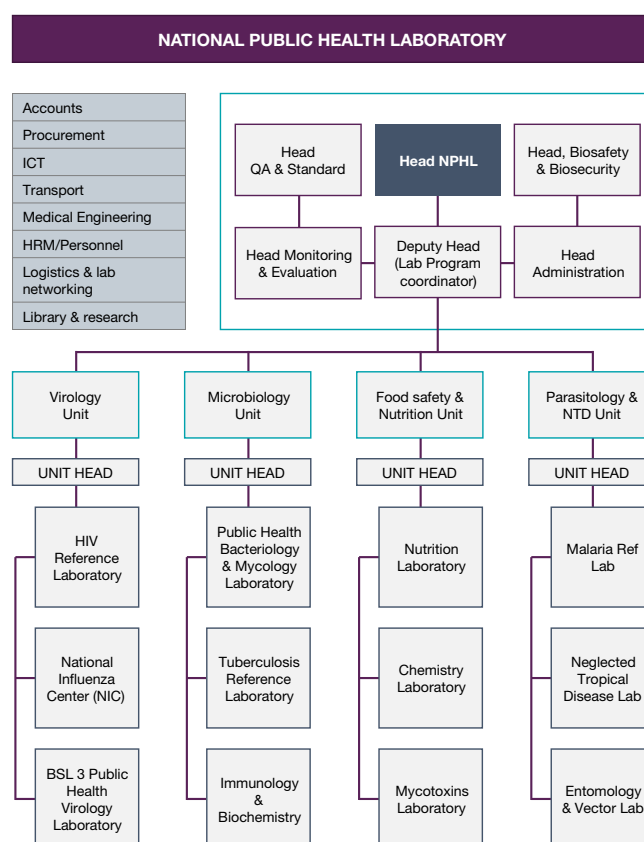 NATIONAL PUBLIC HEALTH LABORATORY
Accounts
Procurement
ICT
Transport
Medical Engineering
HRM/Personnel
Logistics & lab
networking
Library & research
Head
QA & Standard
Head NPHL
Head, Biosafety
& Biosecurity
Head Monitoring
& Evaluation
Deputy Head
(Lab Program
coordinator)
Head
Administration
Virology
Unit
Microbiology
Unit
Food safety &
Nutrition Unit
Parasitology &
NTD Unit
UNIT HEAD
UNIT HEAD
UNIT HEAD
UNIT HEAD
HIV
Reference
Laboratory
Public Health
Bacteriology
& Mycology
Laboratory
Nutrition
Laboratory
Malaria Ref
Lab
National
Influenza
Center (NIC)
Tuberculosis
Reference
Laboratory
Chemistry
Laboratory
Neglected
Tropical
Disease Lab
BSL 3 Public
Health
Virology
Laboratory
Immunology
&
Biochemistry
Mycotoxins
Laboratory
Entomology
& Vector Lab